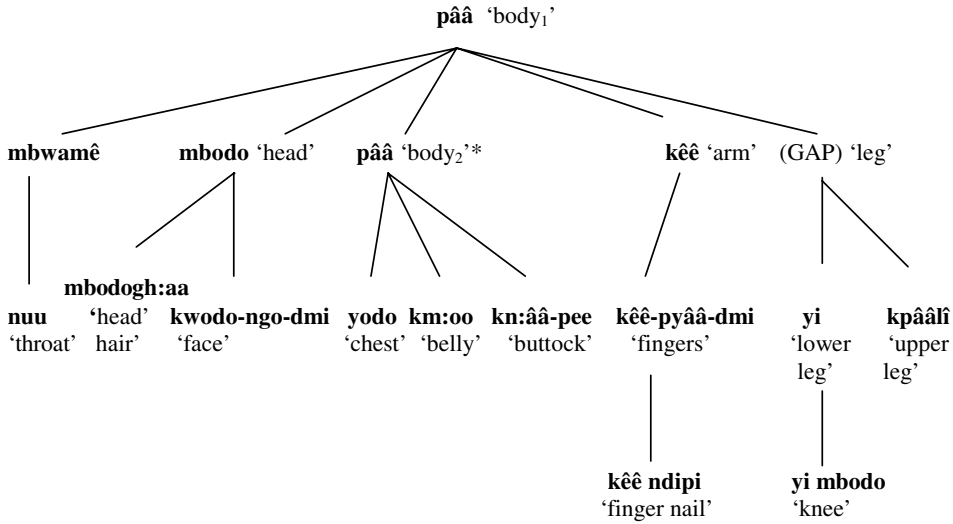 pââ ‘body₁’
mbwamê mbodo ‘head’ pââ ‘body₂’* kêê ‘arm’ (GAP) ‘leg’
mbodogh:aa
nuu ‘head’ kwodo-ngo-dmi yodo km:oo kn:ââ-pee kêê-pyââ-dmi yi kpââlî
‘throat’ hair’ ‘face’ ‘chest’ ‘belly’ ‘buttock’ ‘fingers’ ‘lower ‘upper
leg’ leg’
kêê ndipi yi mbodo
‘finger nail’ ‘knee’